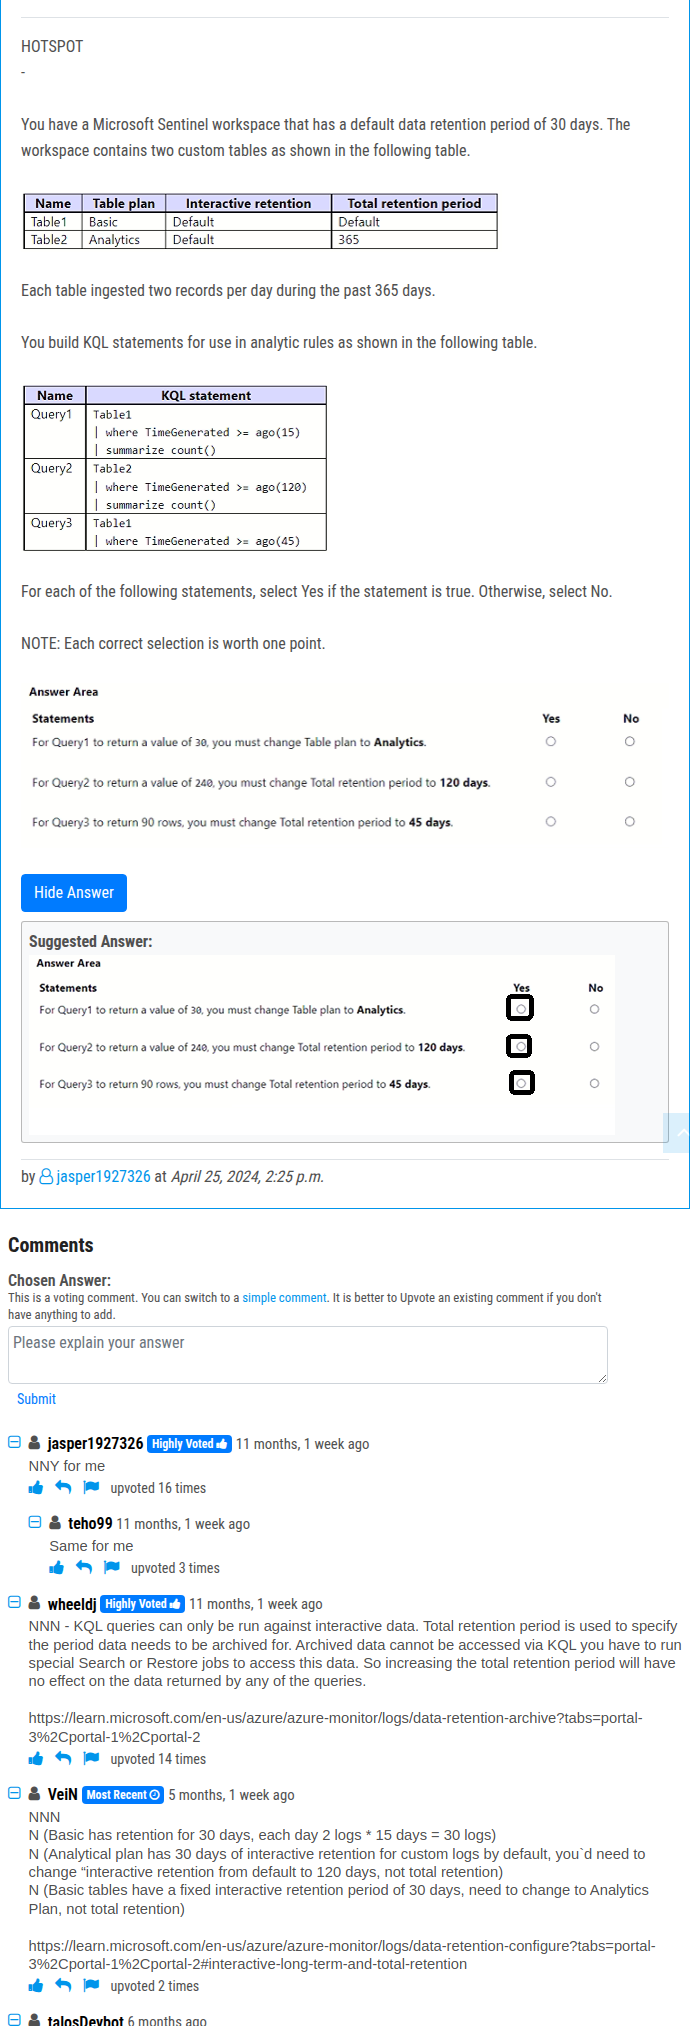 HOTSPOT
-
You have a Microsoft Sentinel workspace that has a default data retention period of 30 days. The
workspace contains two custom tables as shown in the following table.
Name Table plan Interactive retention Total retention period
Table1 Basic Default Default
Table2 Analytics Default 365
Each table ingested two records per day during the past 365 days.
You build KQL statements for use in analytic rules as shown in the following table.
Name KQL statement
Query1 Table1
| where TimeGenerated >= ago(15)
| summarize count()
Query2 Table2
| where TimeGenerated >= ago(120)
| summarize count()
Query3 Table1
| where TimeGenerated >= ago(45)
For each of the following statements, select Yes if the statement is true. Otherwise, select No.
NOTE: Each correct selection is worth one point.
Answer Area
Statements Yes No
For Query1 to return a value of 30, you must change Table plan to Analytics.
For Query2 to return a value of 240, you must change Total retention period to 120 days.
For Query3 to return 90 rows, you must change Total retention period to 45 days.
Hide Answer
Suggested Answer:
Answer Area
Statements Yes No
For Query1 to return a value of 30, you must change Table plan to Analytics.
For Query2 to return a value of 240, you must change Total retention period to 120 days.
For Query3 to return 90 rows, you must change Total retention period to 45 days.
by jasper1927326 at April 25, 2024, 2:25 p.m.
Comments
Chosen Answer:
This is a voting comment. You can switch to a simple comment. It is better to Upvote an existing comment if you don't
have anything to add.
Please explain your answer
Submit
jasper1927326 Highly Voted 11 months, 1 week ago
NNY for me
upvoted 16 times
teho99 11 months, 1 week ago
Same for me
upvoted 3 times
wheeldj Highly Voted 11 months, 1 week ago
NNN - KQL queries can only be run against interactive data. Total retention period is used to specify
the period data needs to be archived for. Archived data cannot be accessed via KQL you have to run
special Search or Restore jobs to access this data. So increasing the total retention period will have
no effect on the data returned by any of the queries.
https://learn.microsoft.com/en-us/azure/azure-monitor/logs/data-retention-archive?tabs=portal-
3%2Cportal-1%2Cportal-2
upvoted 14 times
VeiN Most Recent 5 months, 1 week ago
NNN
N (Basic has retention for 30 days, each day 2 logs * 15 days = 30 logs)
N (Analytical plan has 30 days of interactive retention for custom logs by default, you`d need to
change “interactive retention from default to 120 days, not total retention)
N (Basic tables have a fixed interactive retention period of 30 days, need to change to Analytics
Plan, not total retention)
https://learn.microsoft.com/en-us/azure/azure-monitor/logs/data-retention-configure?tabs=portal-
3%2Cportal-1%2Cportal-2#interactive-long-term-and-total-retention
upvoted 2 times
talosDevbot 6 months ago